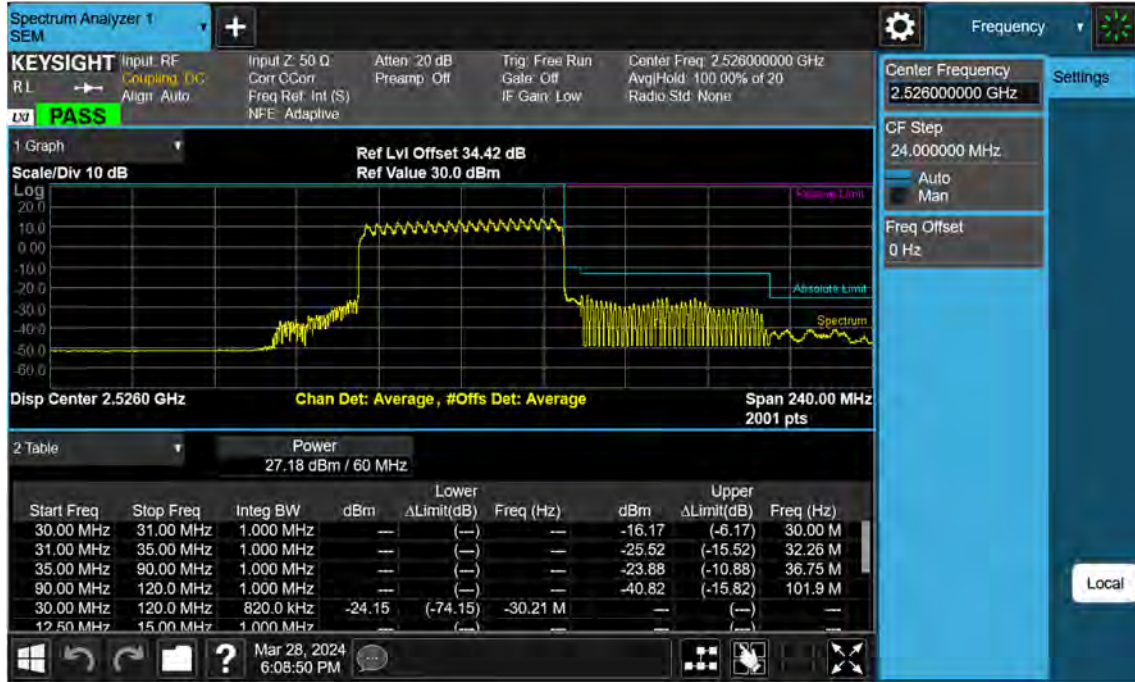 Spectrum Analyzer 1
SEM
Frequency
KEYSIGHT
RL
Input: RF
Coupling: DC
Align: Auto
Input Z: 50 Ω
Corr CCorr
Freq Ref: Int (S)
NFE: Adaptive
Atten: 20 dB
Preamp: Off
Trig: Free Run
Gate: Off
IF Gain: Low
Center Freq: 2.526000000 GHz
Avg|Hold: 100.00% of 20
Radio Std: None
LXI PASS
Center Frequency
2.526000000 GHz
Settings
CF Step
24.000000 MHz
Auto
Man
Freq Offset
0 Hz
Local
1 Graph
Scale/Div 10 dB
Ref Lvl Offset 34.42 dB
Ref Value 30.0 dBm
Log
20.0
10.0
0.00
-10.0
-20.0
-30.0
-40.0
-50.0
-60.0
Absolute Limit
Spectrum
Disp Center 2.5260 GHz
Chan Det: Average, #Offs Det: Average
Span 240.00 MHz
2001 pts
2 Table
Power
27.18 dBm / 60 MHz
Lower Upper
Start Freq Stop Freq Integ BW dBm ΔLimit(dB) Freq (Hz) dBm ΔLimit(dB) Freq (Hz)
30.00 MHz 31.00 MHz 1.000 MHz --- (---) --- -16.17 (-6.17) 30.00 M
31.00 MHz 35.00 MHz 1.000 MHz --- (---) --- -25.52 (-15.52) 32.26 M
35.00 MHz 90.00 MHz 1.000 MHz --- (---) --- -23.88 (-10.88) 36.75 M
90.00 MHz 120.0 MHz 1.000 MHz --- (---) --- -40.82 (-15.82) 101.9 M
30.00 MHz 120.0 MHz 820.0 kHz -24.15 (-74.15) -30.21 M --- (---) ---
12.50 MHz 15.00 MHz 1.000 MHz --- (---) --- --- (---) ---
?
Mar 28, 2024
6:08:50 PM